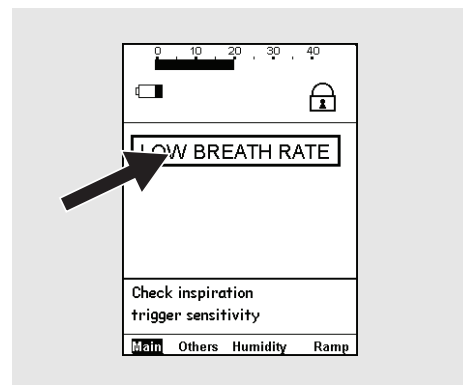 0 10 20 30 40
LOW BREATH RATE
Check inspiration
trigger sensitivity
Main Others Humidity Ramp